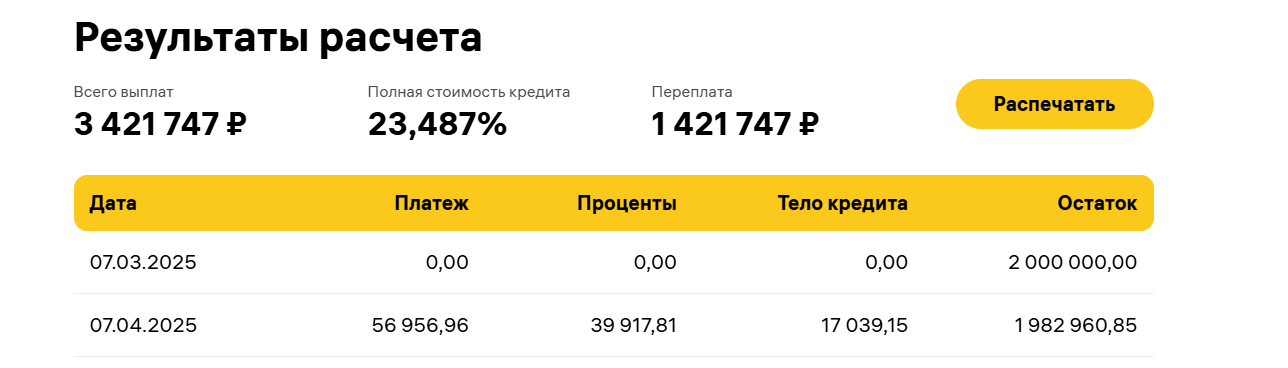 Результаты расчета
Всего выплат Полная стоимость кредита Переплата
3 421 747 ₽ 23,487% 1 421 747 ₽ Распечатать
Дата Платеж Проценты Тело кредита Остаток
07.03.2025 0,00 0,00 0,00 2 000 000,00
07.04.2025 56 956,96 39 917,81 17 039,15 1 982 960,85